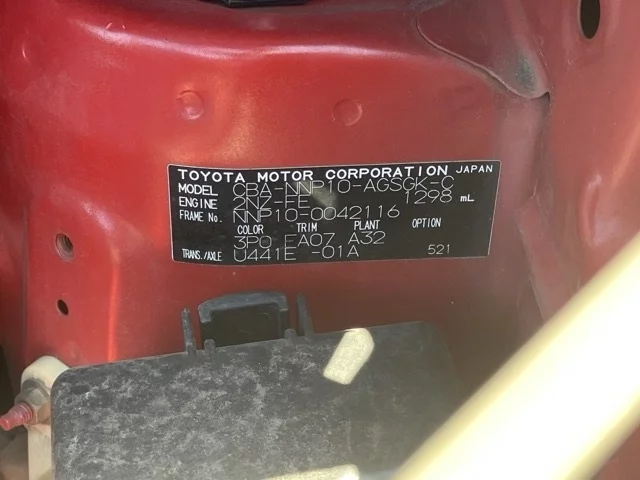 TOYOTA MOTOR CORPORATION JAPAN
MODEL CBA-NNP10-AGSGK-C
ENGINE 2NZ-FE 1298 mL
FRAME No. NNP10-0042116
COLOR TRIM PLANT OPTION
3P0 FA07 A32
TRANS./AXLE U441E -01A 521